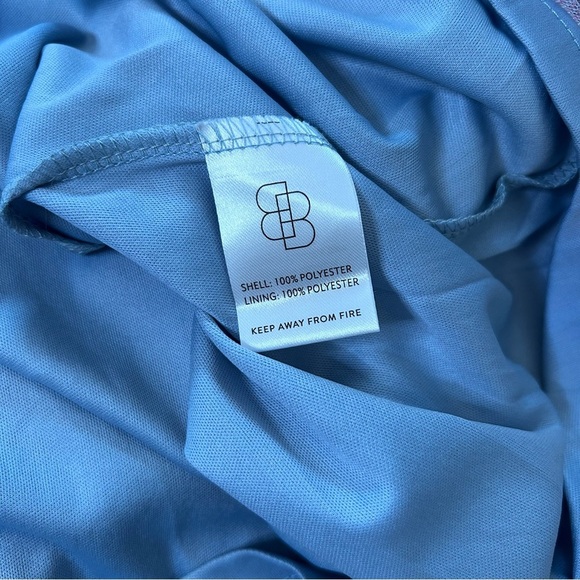 SHELL: 100% POLYESTER
LINING: 100% POLYESTER
KEEP AWAY FROM FIRE